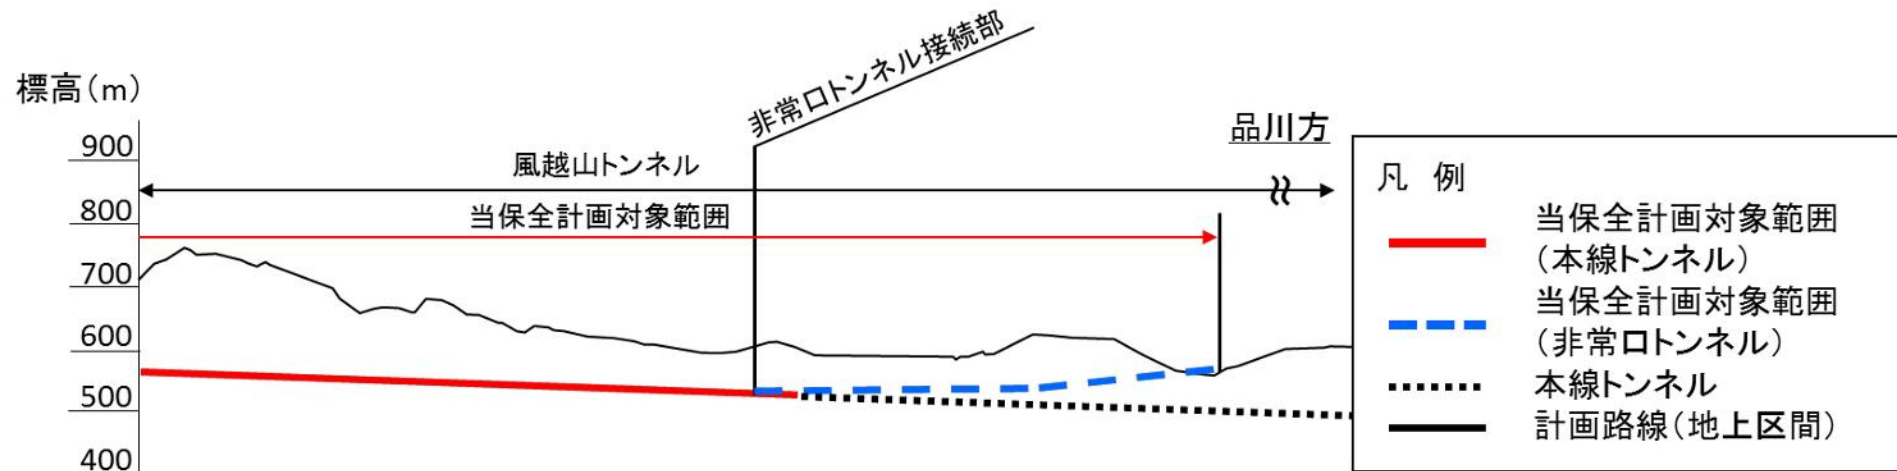 標高(m)
900
800
700
600
500
400
非常口トンネル接続部
品川方
風越山トンネル
当保全計画対象範囲
凡 例
当保全計画対象範囲
(本線トンネル)
当保全計画対象範囲
(非常口トンネル)
本線トンネル
計画路線(地上区間)